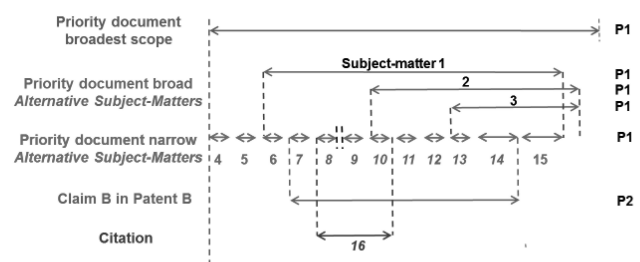 Priority document broadest scope P1
Subject-matter 1 P1
Priority document broad 2 P1
Alternative Subject-Matters 3 P1
Priority document narrow P1
Alternative Subject-Matters 4 5 6 7 8 9 10 11 12 13 14 15
Claim B in Patent B P2
Citation 16